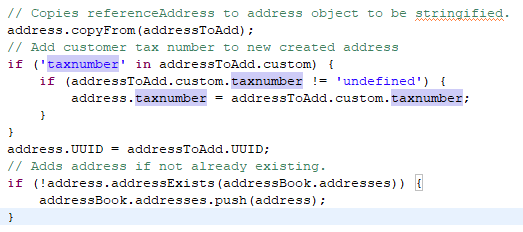 // Copies referenceAddress to address object to be stringified.
address.copyFrom(addressToAdd);
// Add customer tax number to new created address
if ('taxnumber' in addressToAdd.custom) {
    if (addressToAdd.custom.taxnumber != 'undefined') {
        address.taxnumber = addressToAdd.custom.taxnumber;
    }
}
address.UUID = addressToAdd.UUID;
// Adds address if not already existing.
if (!address.addressExists(addressBook.addresses)) {
    addressBook.addresses.push(address);
}